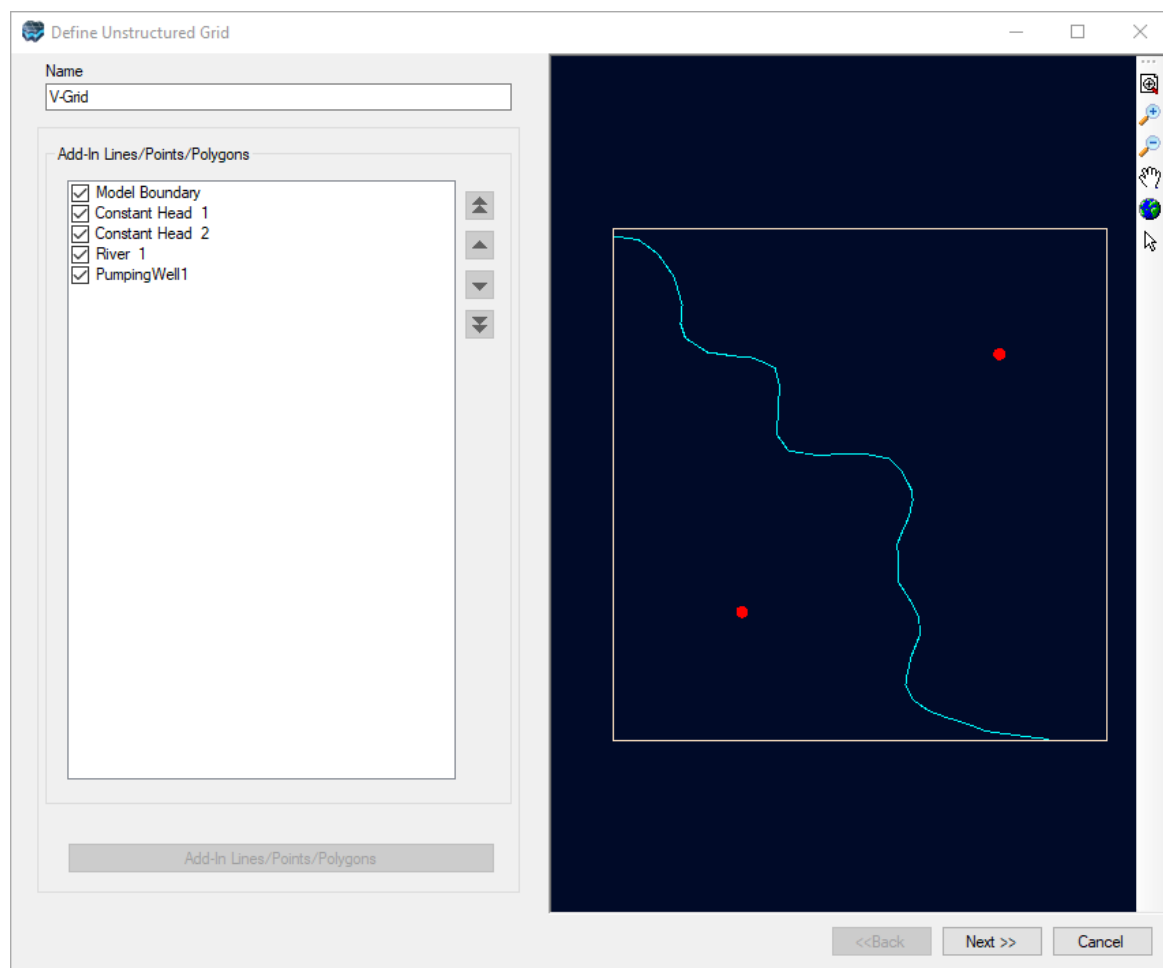 Define Unstructured Grid
Name
V-Grid
Add-In Lines/Points/Polygons
Model Boundary
Constant Head 1
Constant Head 2
River 1
PumpingWell1
Add-In Lines/Points/Polygons
<<Back
Next >>
Cancel